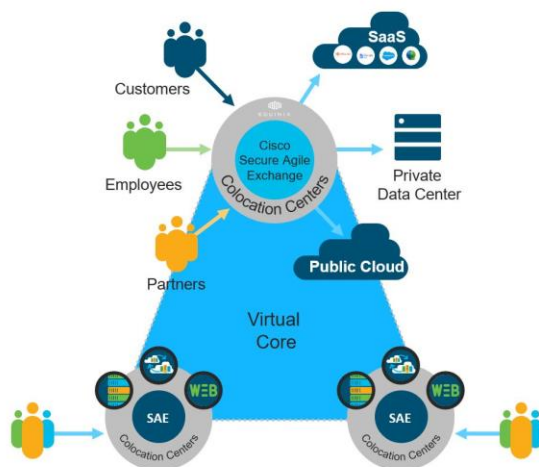 SaaS
Customers
EQUINIX
Cisco
Secure Agile
Exchange
Colocation Centers
Employees
Private
Data Center
Partners
Public Cloud
Virtual
Core
WEB
SAE
Colocation Centers
WEB
SAE
Colocation Centers